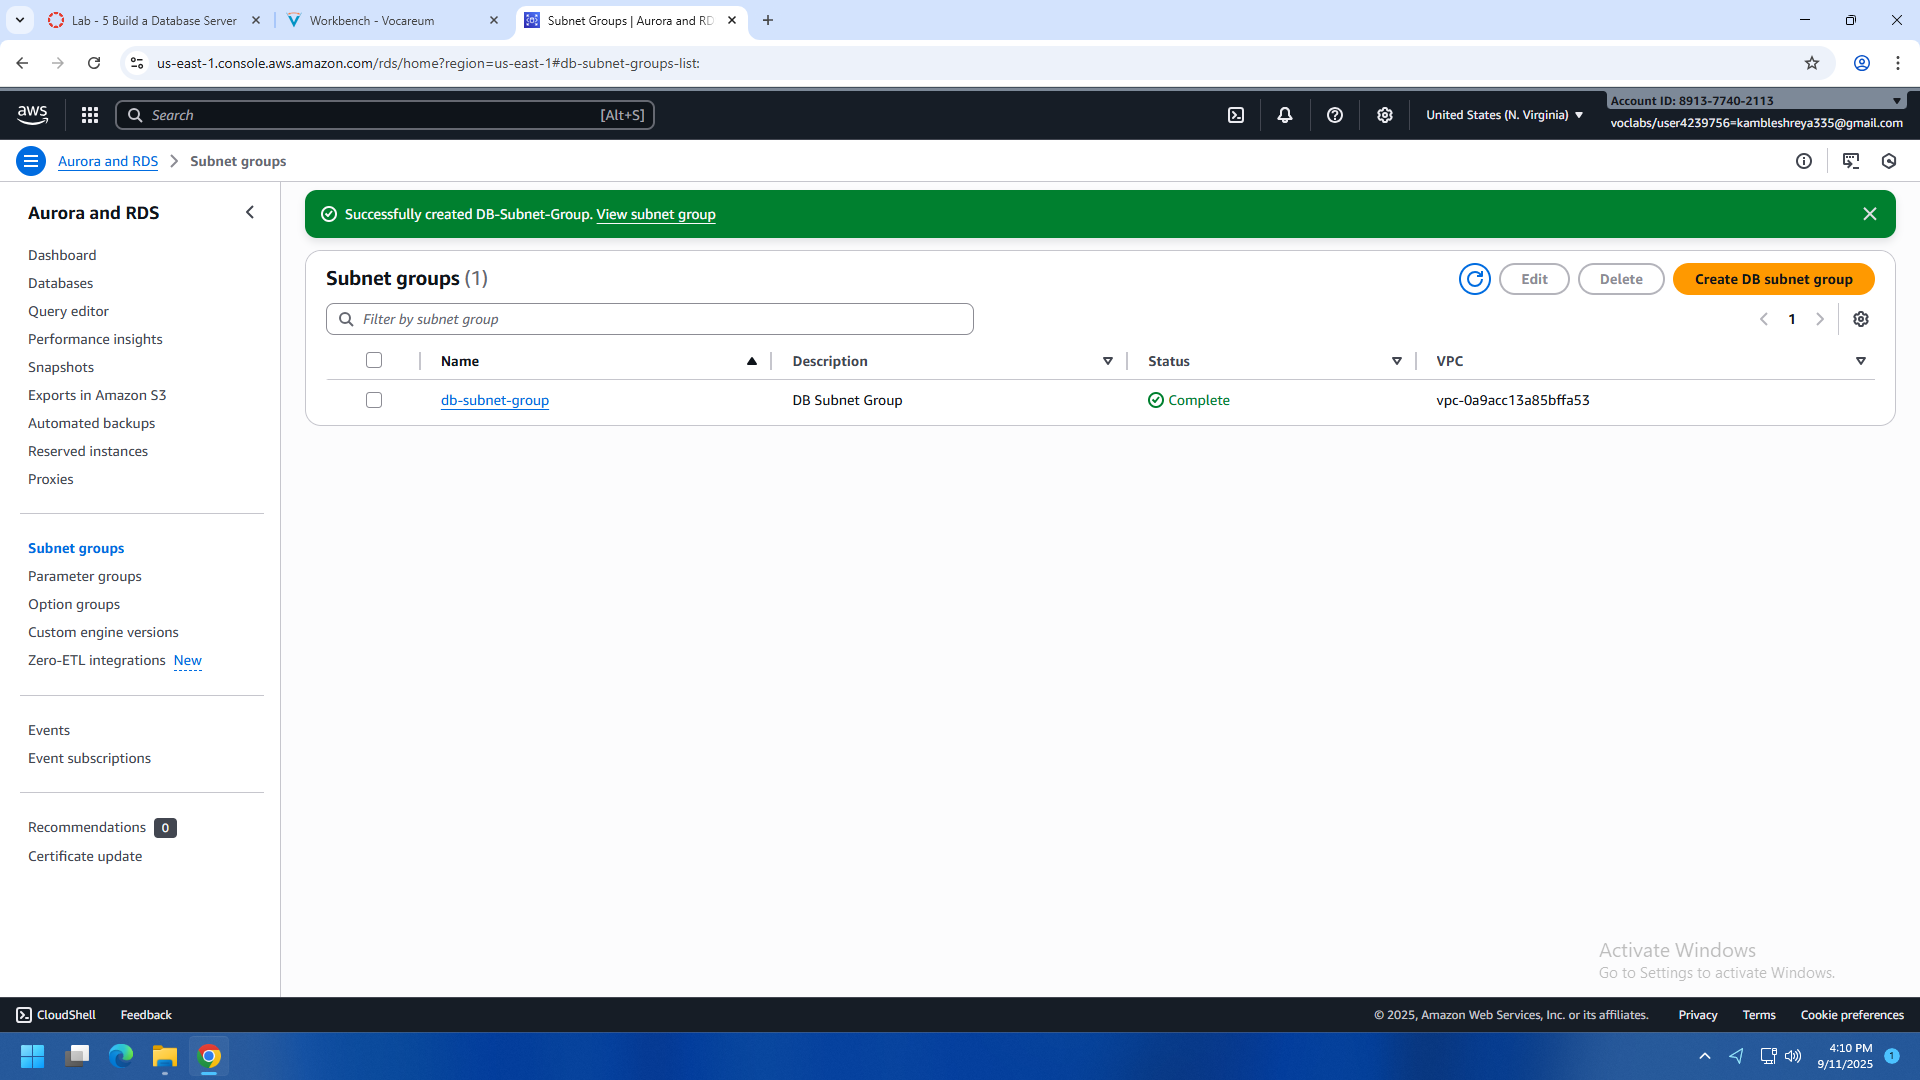 Lab - 5 Build a Database Server
Workbench - Vocareum
Subnet Groups | Aurora and RD
us-east-1.console.aws.amazon.com/rds/home?region=us-east-1#db-subnet-groups-list:
aws
Search
[Alt+S]
United States (N. Virginia)
Account ID: 8913-7740-2113
voclabs/user4239756=kambleshreya335@gmail.com
Aurora and RDS
Subnet groups
Aurora and RDS
Dashboard
Databases
Query editor
Performance insights
Snapshots
Exports in Amazon S3
Automated backups
Reserved instances
Proxies
Subnet groups
Parameter groups
Option groups
Custom engine versions
Zero-ETL integrations New
Events
Event subscriptions
Recommendations 0
Certificate update
Successfully created DB-Subnet-Group. View subnet group
Subnet groups (1)
Edit
Delete
Create DB subnet group
Filter by subnet group
1
Name Description Status VPC
db-subnet-group DB Subnet Group Complete vpc-0a9acc13a85bffa53
Activate Windows
Go to Settings to activate Windows.
CloudShell Feedback
© 2025, Amazon Web Services, Inc. or its affiliates. Privacy Terms Cookie preferences
4:10 PM
9/11/2025
1